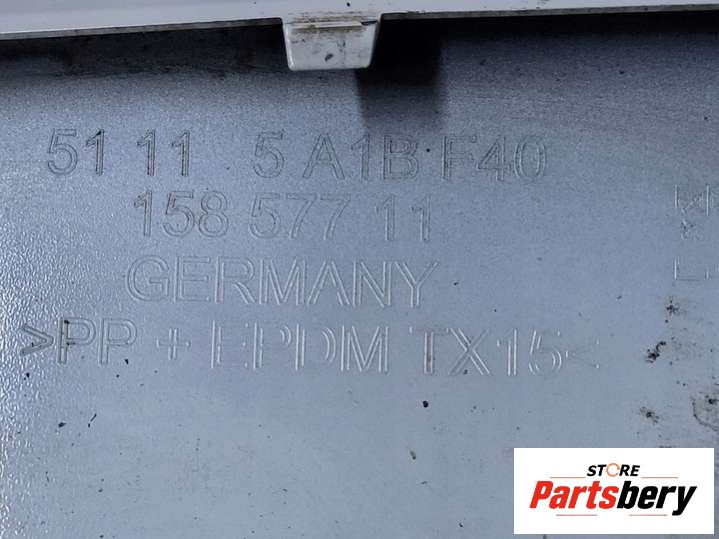 51 11 5 A1B F40
158 577 11
GERMANY
>PP + EPDM TX15<
STORE
Partsbery